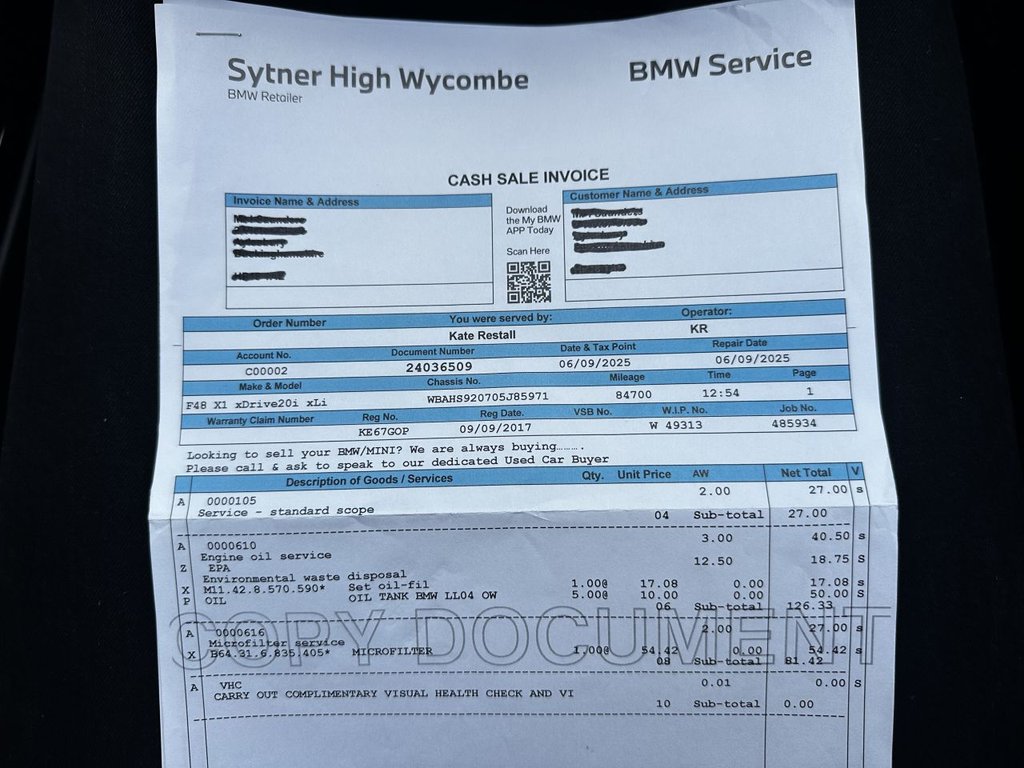 Sytner High Wycombe
BMW Retailer
BMW Service
CASH SALE INVOICE
Invoice Name & Address
Download
the My BMW
APP Today
Scan Here
Customer Name & Address
Order Number You were served by: Operator:
Kate Restall KR
Account No. Document Number Date & Tax Point Repair Date
C00002 24036509 06/09/2025 06/09/2025
Make & Model Chassis No. Mileage Time Page
F48 X1 xDrive20i xLi WBAHS920705J85971 84700 12:54 1
Warranty Claim Number Reg No. Reg Date. VSB No. W.I.P. No. Job No.
KE67GOP 09/09/2017 W 49313 485934
Looking to sell your BMW/MINI? We are always buying.........
Please call & ask to speak to our dedicated Used Car Buyer
Description of Goods / Services Qty. Unit Price AW Net Total V
A 0000105 2.00 27.00 s
Service - standard scope 04 Sub-total 27.00
A 0000610 3.00 40.50 s
Engine oil service
Z EPA 12.50 18.75 s
Environmental waste disposal
X M11.42.8.570.590* Set oil-fil 1.00@ 17.08 0.00 17.08 s
P OIL OIL TANK BMW LL04 OW 5.00@ 10.00 0.00 50.00 s
06 Sub-total 126.33
A 0000616 2.00 27.00 s
Microfilter service
X B64.31.6.835.405* MICROFILTER 1.00@ 54.42 0.00 54.42 s
08 Sub-total 81.42
A VHC 0.01 0.00 s
CARRY OUT COMPLIMENTARY VISUAL HEALTH CHECK AND VI
10 Sub-total 0.00
COPY DOCUMENT